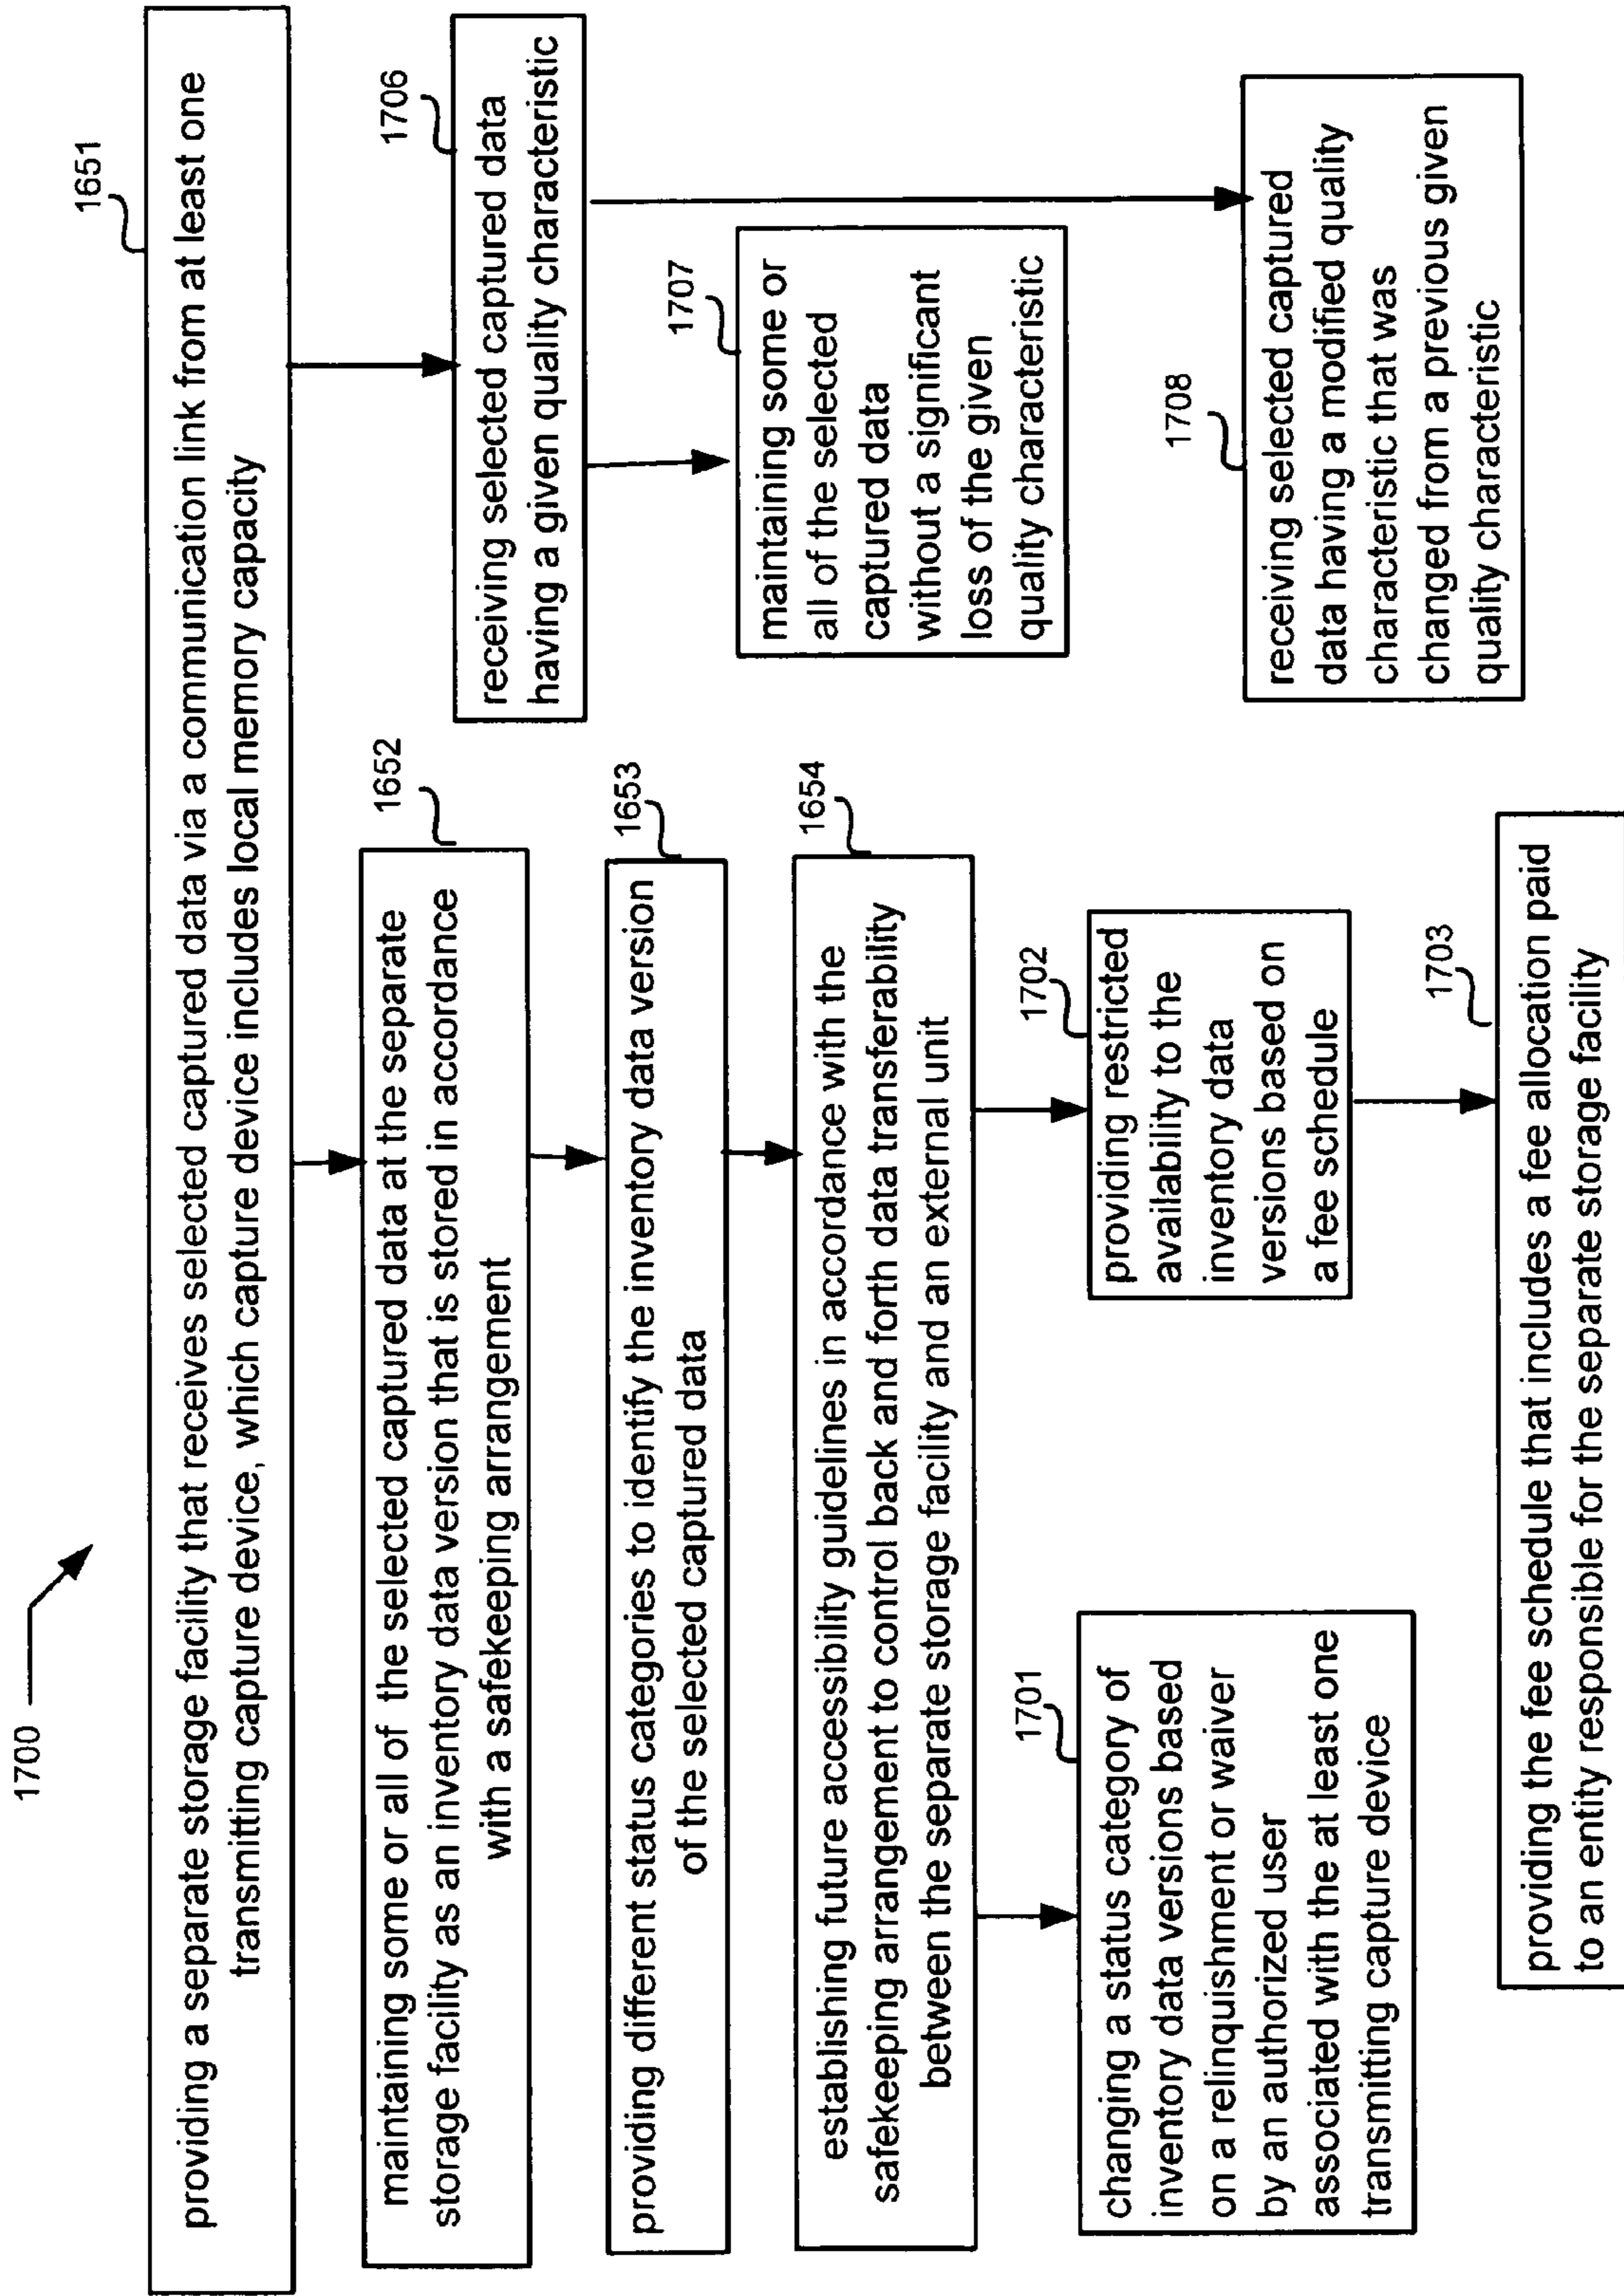 1700
1651
providing a separate storage facility that receives selected captured data via a communication link from at least one
transmitting capture device, which capture device includes local memory capacity
1652
maintaining some or all of the selected captured data at the separate
storage facility as an inventory data version that is stored in accordance
with a safekeeping arrangement
1653
providing different status categories to identify the inventory data version
of the selected captured data
1654
establishing future accessibility guidelines in accordance with the
safekeeping arrangement to control back and forth data transferability
between the separate storage facility and an external unit
1701
changing a status category of
inventory data versions based
on a relinquishment or waiver
by an authorized user
associated with the at least one
transmitting capture device
1702
providing restricted
availability to the
inventory data
versions based on
a fee schedule
1703
providing the fee schedule that includes a fee allocation paid
to an entity responsible for the separate storage facility
1706
receiving selected captured data
having a given quality characteristic
1707
maintaining some or
all of the selected
captured data
without a significant
loss of the given
quality characteristic
1708
receiving selected captured
data having a modified quality
characteristic that was
changed from a previous given
quality characteristic